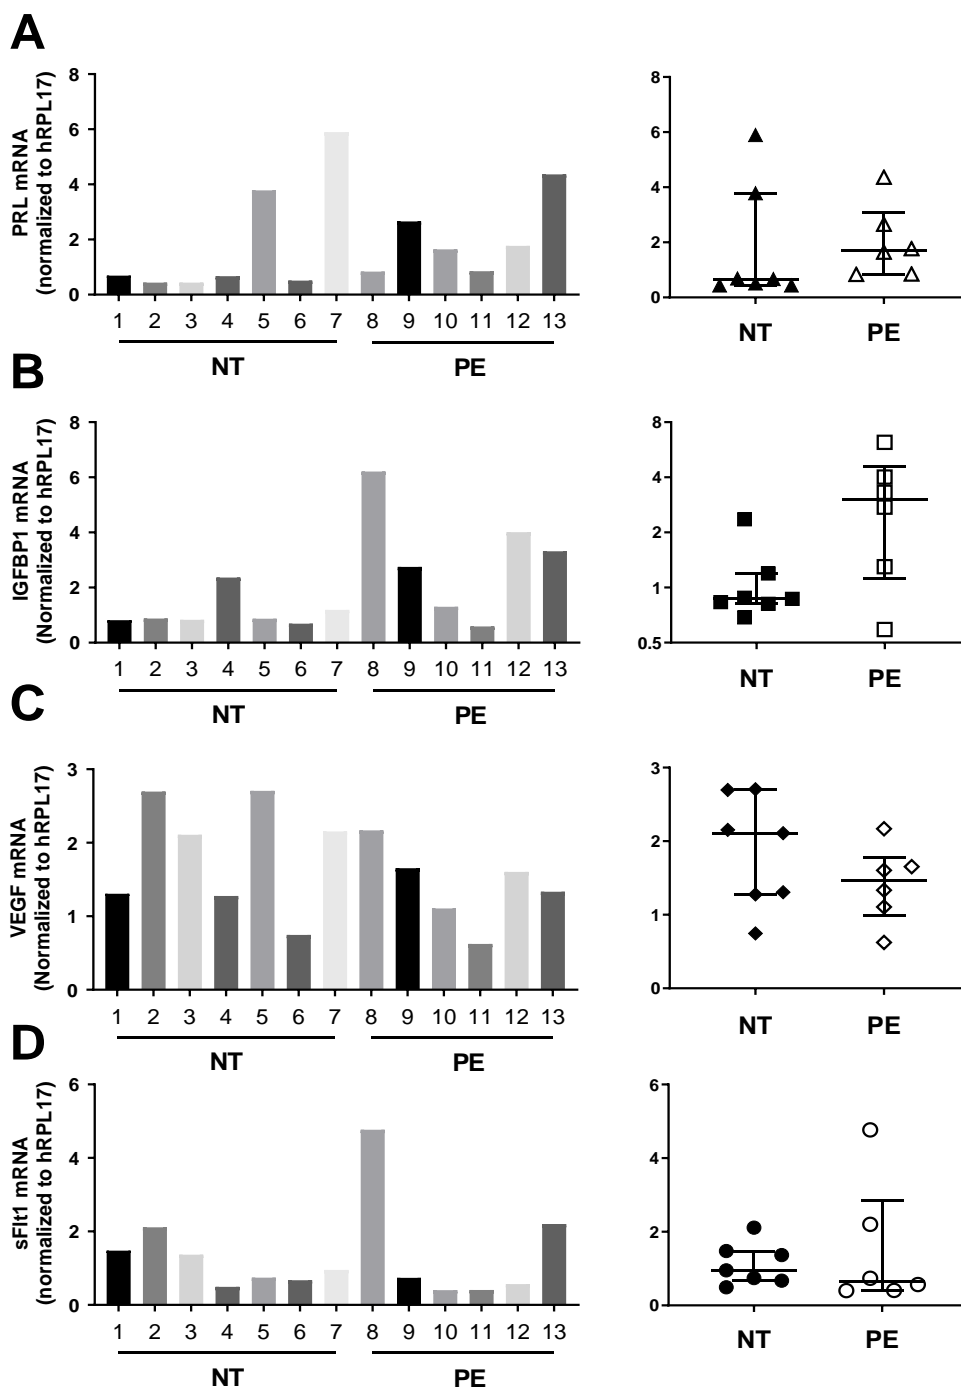 A
PRL mRNA
(normalized to hRPL17)
8
6
4
2
0
1 2 3 4 5 6 7 8 9 10 11 12 13
NT PE
8
6
4
2
0
NT PE
B
IGFBP1 mRNA
(Normalized to hRPL17)
8
6
4
2
0
1 2 3 4 5 6 7 8 9 10 11 12 13
NT PE
8
4
2
1
0.5
NT PE
C
VEGF mRNA
(Normalized to hRPL17)
3
2
1
0
1 2 3 4 5 6 7 8 9 10 11 12 13
NT PE
3
2
1
0
NT PE
D
sFlt1 mRNA
(normalized to hRPL17)
6
4
2
0
1 2 3 4 5 6 7 8 9 10 11 12 13
NT PE
6
4
2
0
NT PE